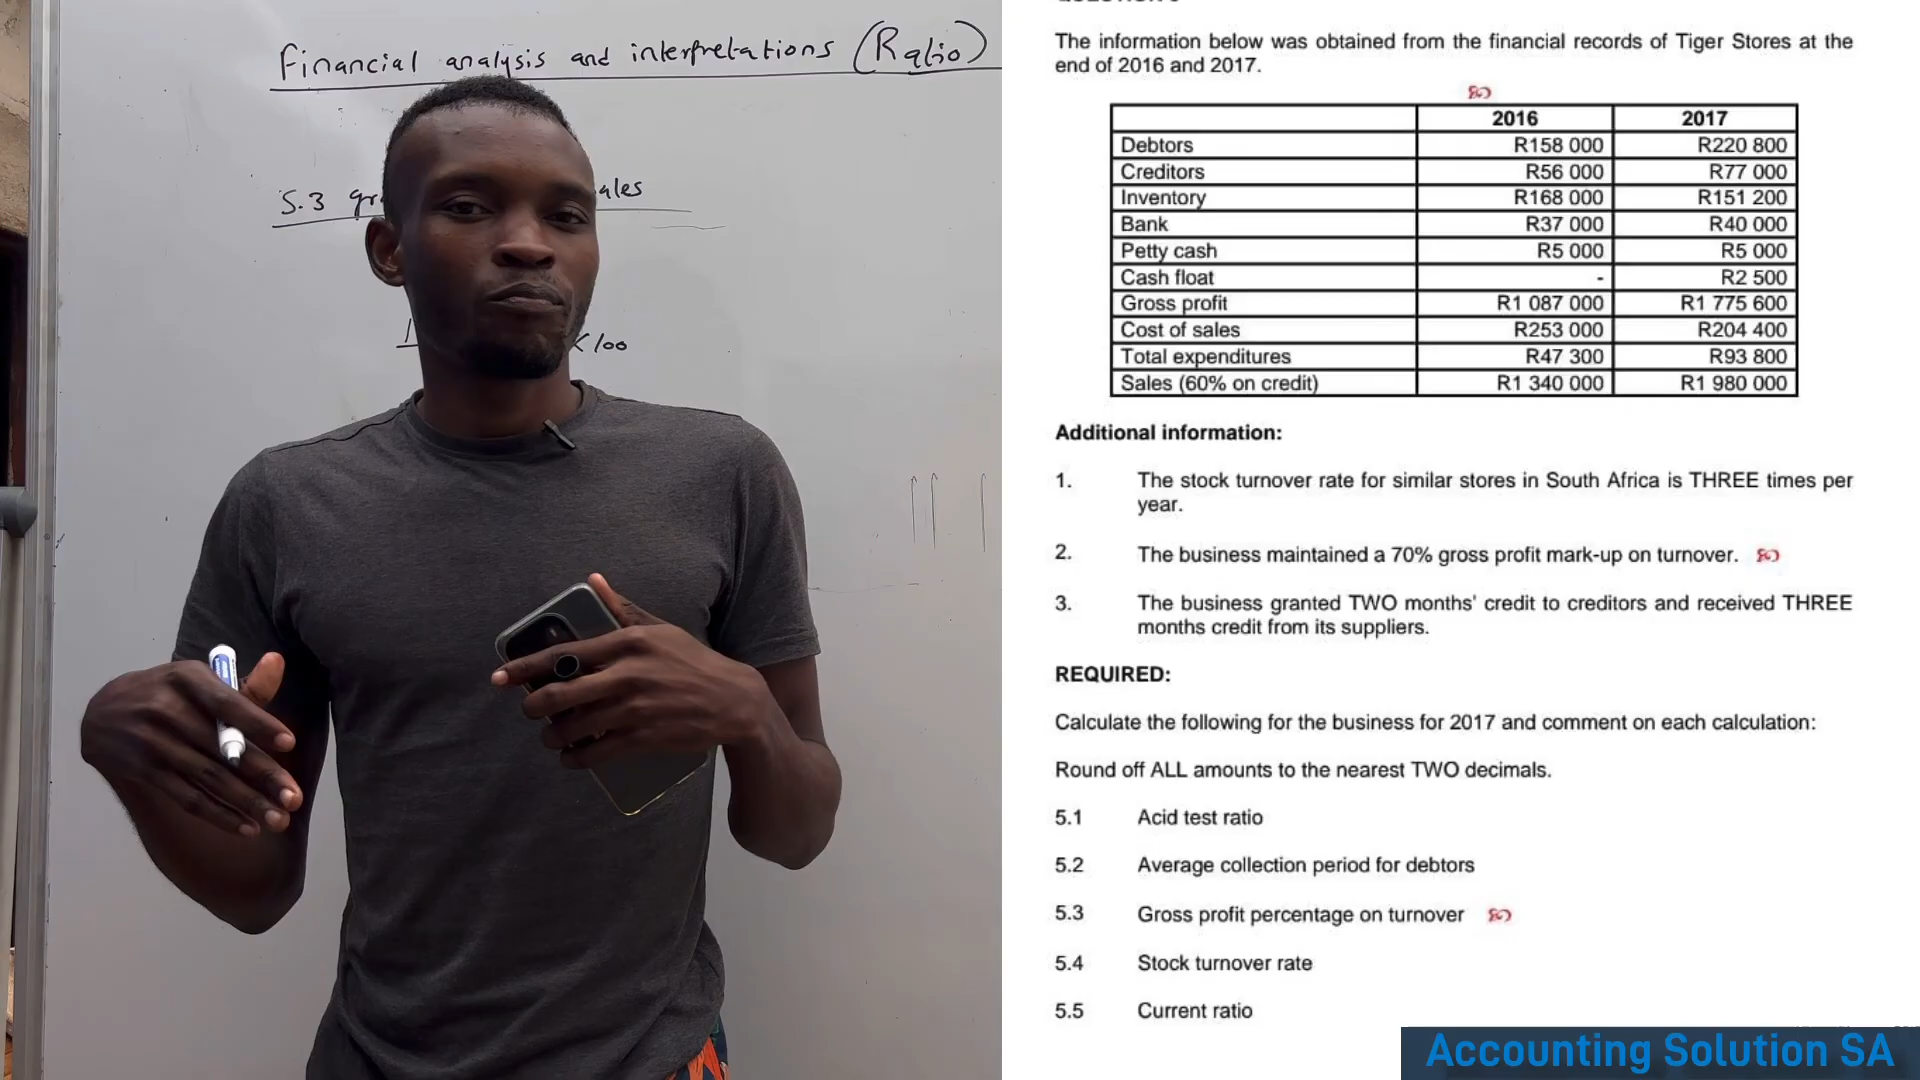 Financial analysis and interpretations (Ratio)
5.3 ales
×100
The information below was obtained from the financial records of Tiger Stores at the
end of 2016 and 2017.
2016 2017
Debtors R158 000 R220 800
Creditors R56 000 R77 000
Inventory R168 000 R151 200
Bank R37 000 R40 000
Petty cash R5 000 R5 000
Cash float - R2 500
Gross profit R1 087 000 R1 775 600
Cost of sales R253 000 R204 400
Total expenditures R47 300 R93 800
Sales (60% on credit) R1 340 000 R1 980 000
Additional information:
1. The stock turnover rate for similar stores in South Africa is THREE times per
year.
2. The business maintained a 70% gross profit mark-up on turnover.
3. The business granted TWO months' credit to creditors and received THREE
months credit from its suppliers.
REQUIRED:
Calculate the following for the business for 2017 and comment on each calculation:
Round off ALL amounts to the nearest TWO decimals.
5.1 Acid test ratio
5.2 Average collection period for debtors
5.3 Gross profit percentage on turnover
5.4 Stock turnover rate
5.5 Current ratio
Accounting Solution SA